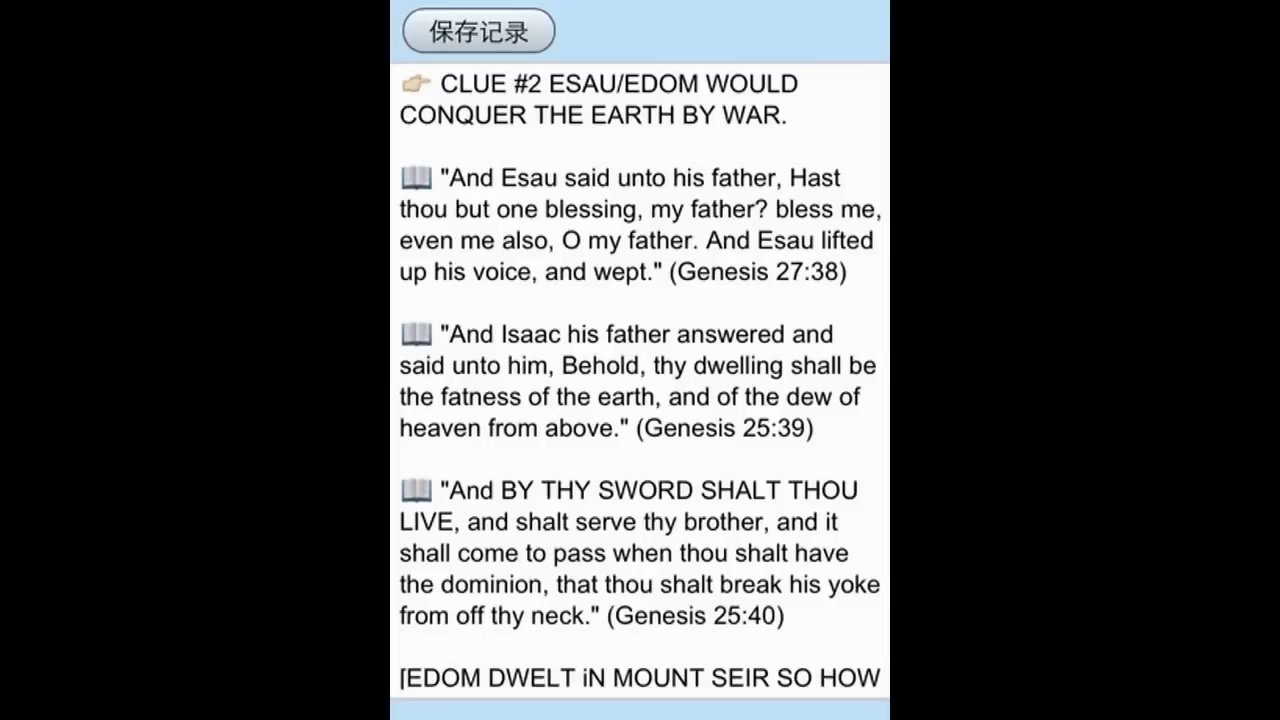 保存记录
👉🏼 CLUE #2 ESAU/EDOM WOULD
CONQUER THE EARTH BY WAR.
📖 "And Esau said unto his father, Hast
thou but one blessing, my father? bless me,
even me also, O my father. And Esau lifted
up his voice, and wept." (Genesis 27:38)
📖 "And Isaac his father answered and
said unto him, Behold, thy dwelling shall be
the fatness of the earth, and of the dew of
heaven from above." (Genesis 25:39)
📖 "And BY THY SWORD SHALT THOU
LIVE, and shalt serve thy brother, and it
shall come to pass when thou shalt have
the dominion, that thou shalt break his yoke
from off thy neck." (Genesis 25:40)
[EDOM DWELT iN MOUNT SEIR SO HOW